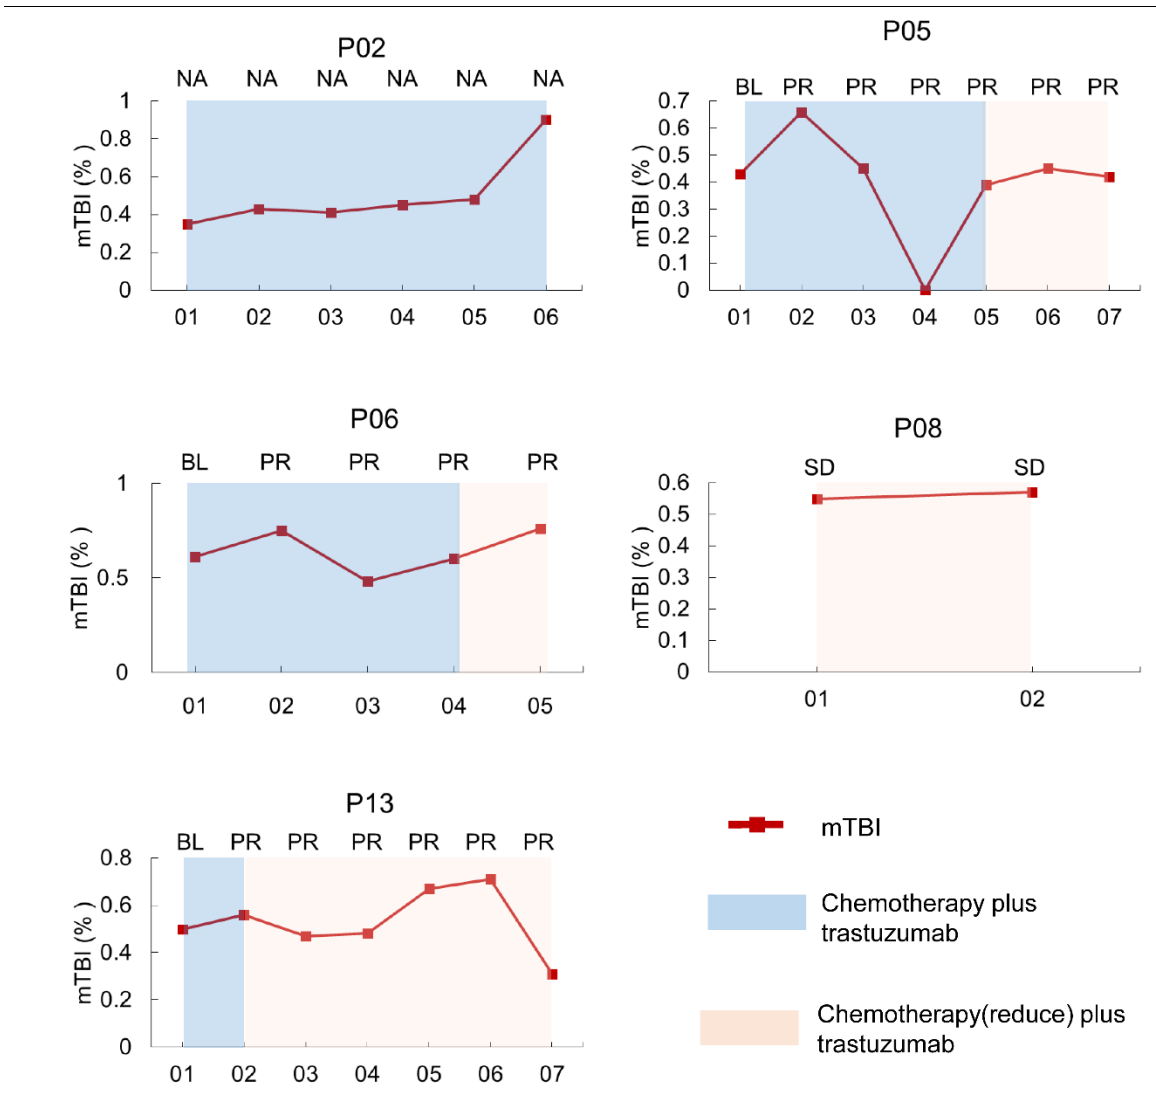 P02
NA NA NA NA NA NA
1
0.8
0.6
0.4
0.2
0
mTBI (% )
01 02 03 04 05 06
P05
BL PR PR PR PR PR PR
0.7
0.6
0.5
0.4
0.3
0.2
0.1
0
mTBI (% )
01 02 03 04 05 06 07
P06
BL PR PR PR PR
1
0.5
0
mTBI (% )
01 02 03 04 05
P08
SD SD
0.6
0.5
0.4
0.3
0.2
0.1
0
mTBI (% )
01 02
P13
BL PR PR PR PR PR PR
0.8
0.6
0.4
0.2
0
mTBI (% )
01 02 03 04 05 06 07
mTBI
Chemotherapy plus
trastuzumab
Chemotherapy(reduce) plus
trastuzumab